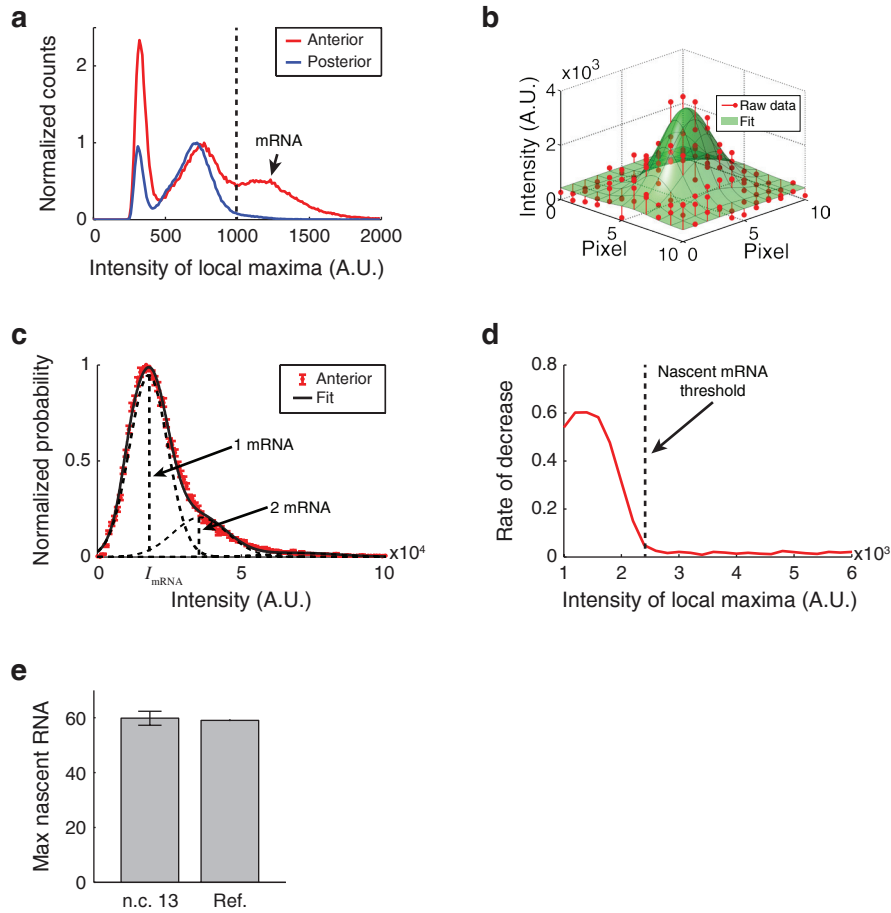 a
Normalized counts
2
1
0
0
500
1000
1500
2000
Intensity of local maxima (A.U.)
Anterior
Posterior
mRNA
b
×10³
Intensity (A.U.)
4
2
0
0
5
10
Pixel
0
5
10
Pixel
Raw data
Fit
c
Normalized probability
1
0.5
0
0
5
10
×10⁴
I mRNA
Intensity (A.U.)
Anterior
Fit
1 mRNA
2 mRNA
d
Rate of decrease
0.8
0.6
0.4
0.2
0
1
2
3
4
5
6
×10³
Intensity of local maxima (A.U.)
Nascent mRNA
threshold
e
Max nascent RNA
60
40
20
0
n.c. 13
Ref.